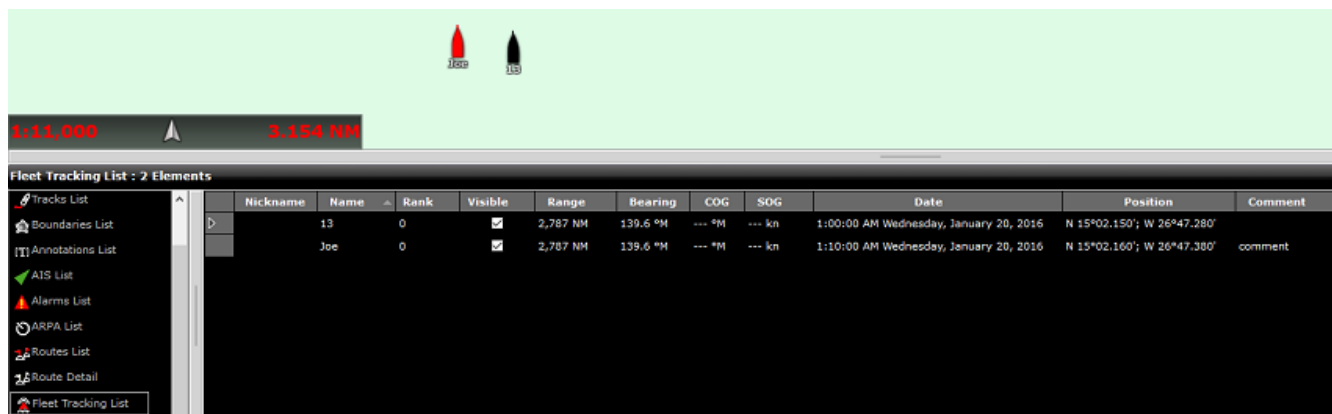 Joe
13
1:11,000 3.154 NM
Fleet Tracking List : 2 Elements
Tracks List
Boundaries List
Annotations List
AIS List
Alarms List
ARPA List
Routes List
Route Detail
Fleet Tracking List
Nickname Name Rank Visible Range Bearing COG SOG Date Position Comment
13 0 2,787 NM 139.6 °M --- °M --- kn 1:00:00 AM Wednesday, January 20, 2016 N 15°02.150'; W 26°47.280'
Joe 0 2,787 NM 139.6 °M --- °M --- kn 1:10:00 AM Wednesday, January 20, 2016 N 15°02.160'; W 26°47.380' comment